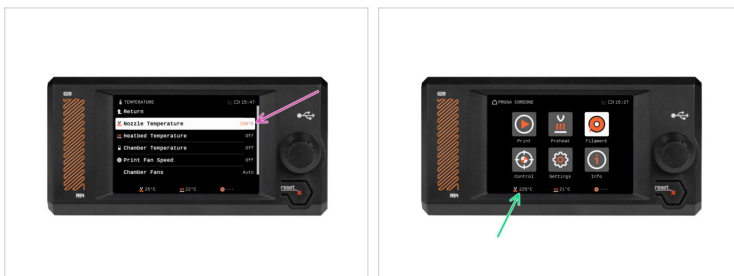 TEMPERATURE 15:47
Return
Nozzle Temperature 250°C
Heatbed Temperature Off
Chamber Temperature Off
Print Fan Speed Off
Chamber Fans Auto
25°C 22°C ---
reset
PRUSA COREONE 15:27
Print Preheat Filament
Control Settings Info
225°C 21°C ---
reset